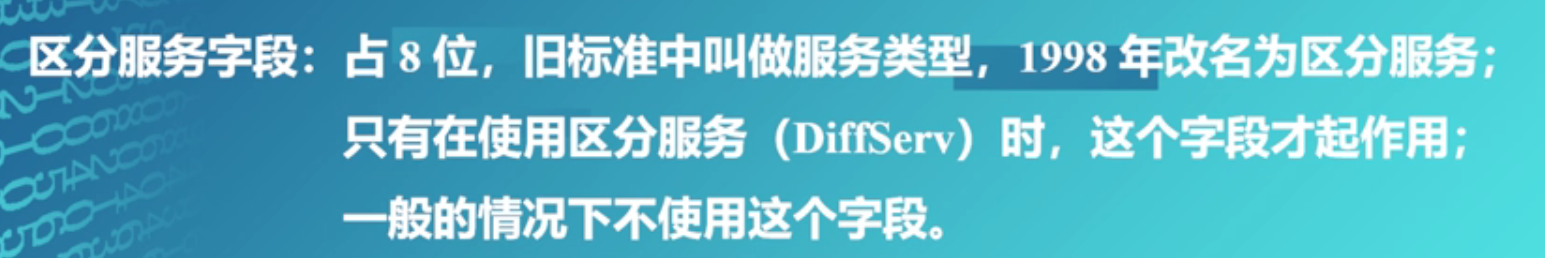 区分服务字段：占 8 位，旧标准中叫做服务类型，1998 年改名为区分服务；
只有在使用区分服务（DiffServ）时，这个字段才起作用；
一般的情况下不使用这个字段。